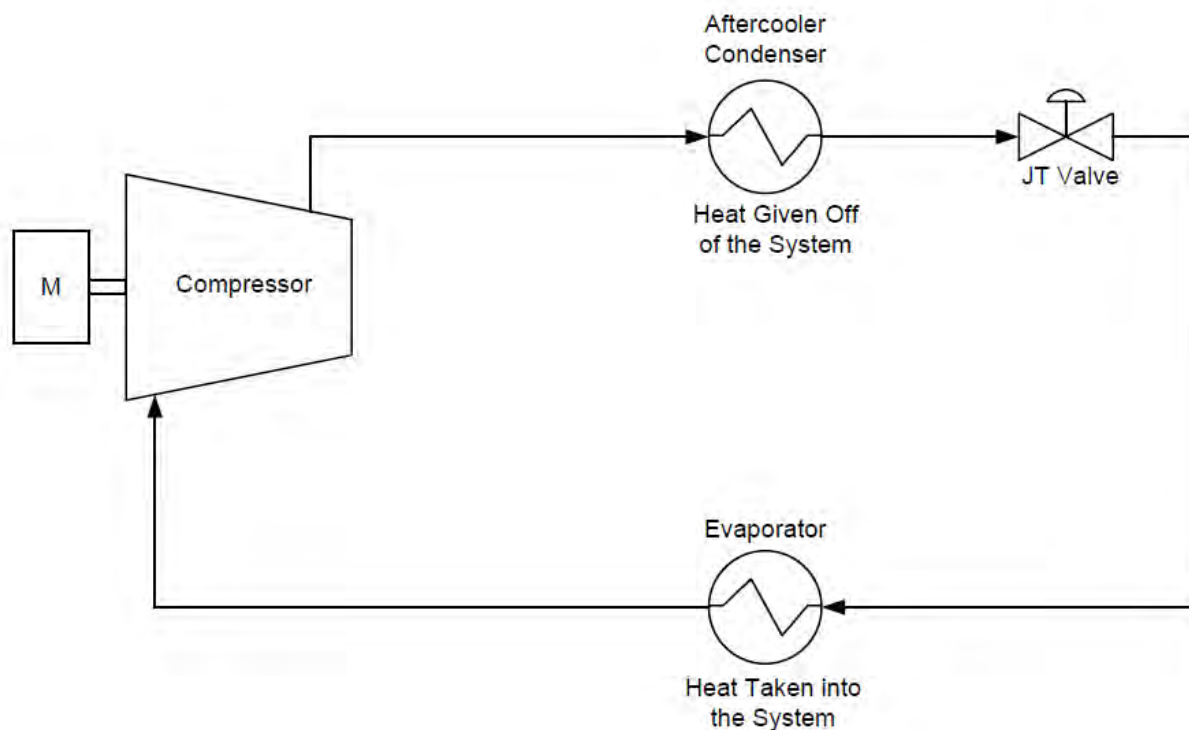 Aftercooler
Condenser
JT Valve
Heat Given Off
of the System
M
Compressor
Evaporator
Heat Taken into
the System